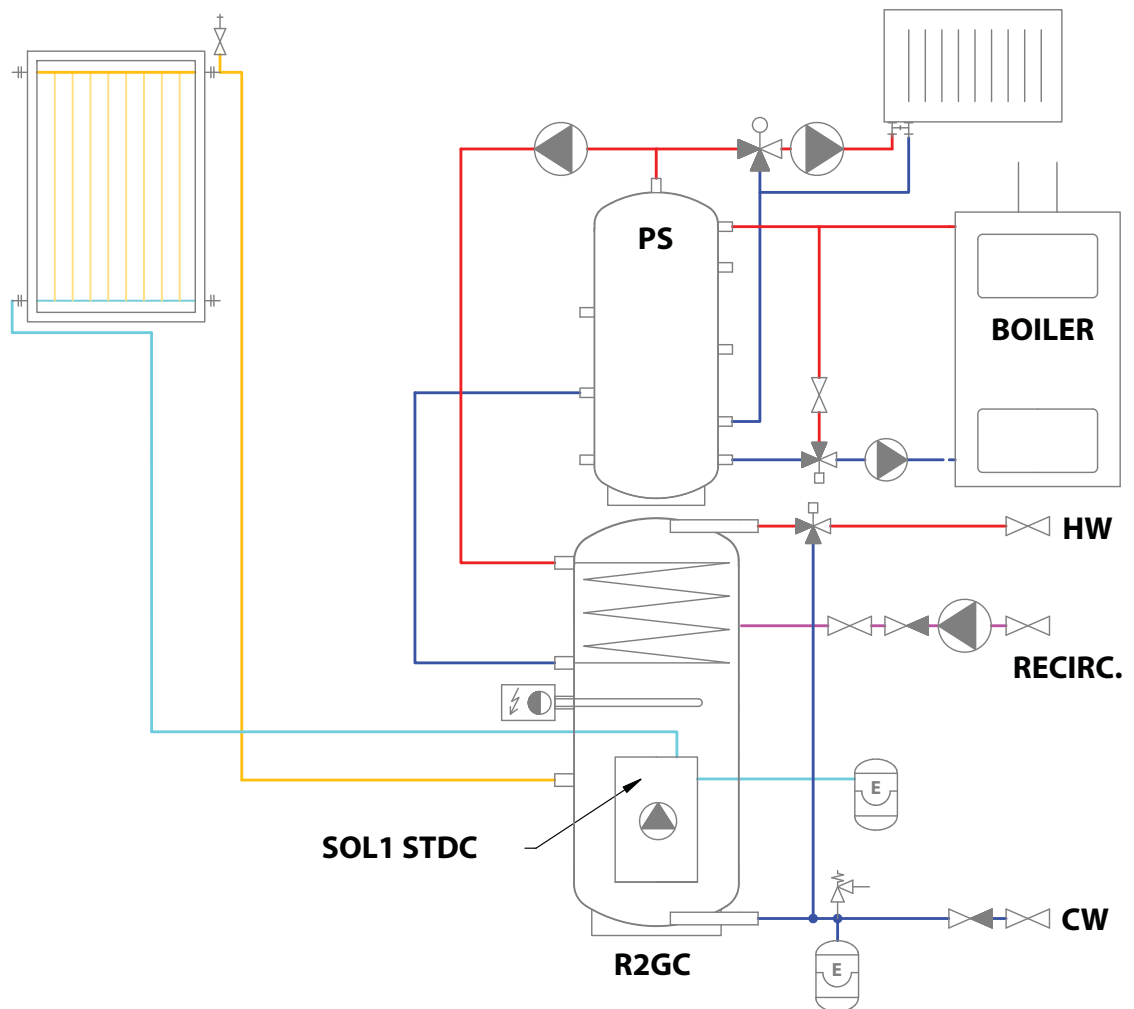 PS
BOILER
HW
RECIRC.
E
SOL1 STDC
CW
R2GC
E